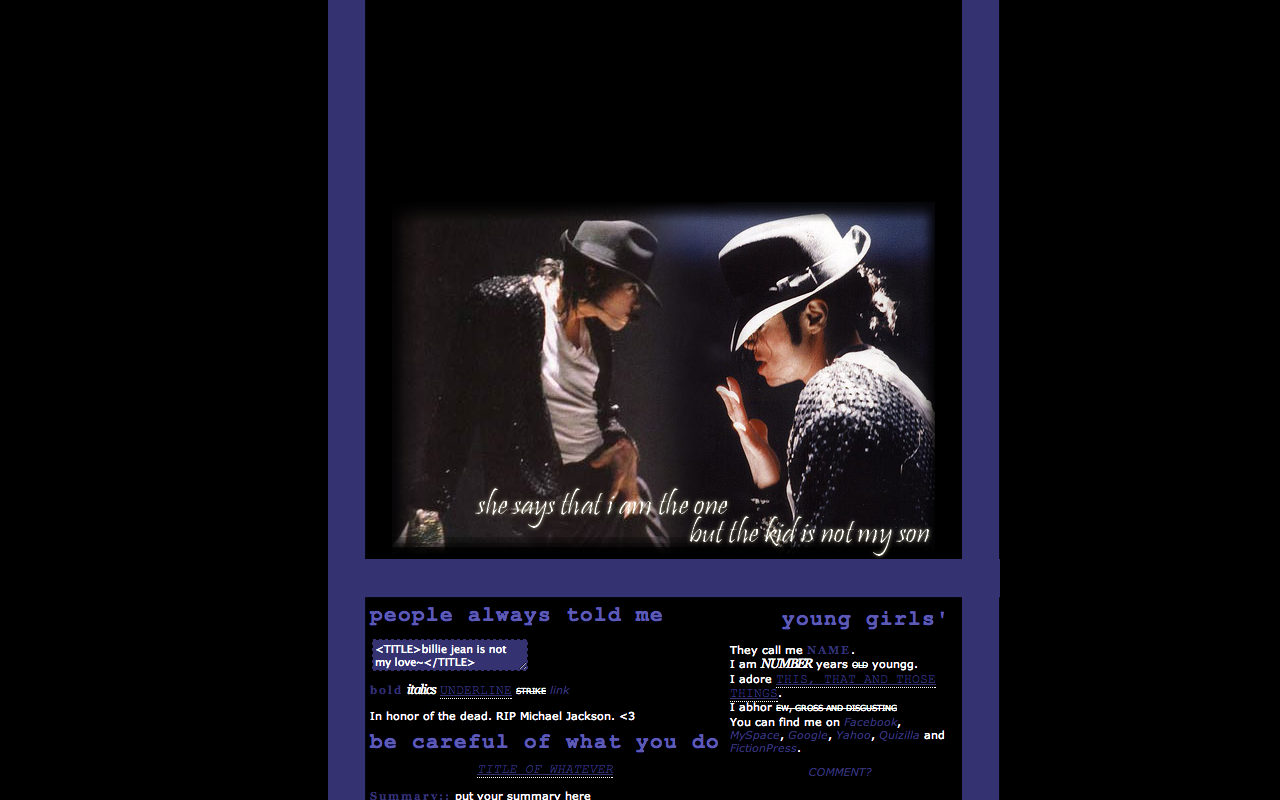 she says that i am the one
but the kid is not my son
people always told me
<TITLE>billie jean is not
my love~</TITLE>
bold italics UNDERLINE STRIKE link
In honor of the dead. RIP Michael Jackson. <3
be careful of what you do
TITLE OF WHATEVER
Summary:: put your summary here
young girls'
They call me NAME.
I am NUMBER years OLD youngg.
I adore THIS, THAT AND THOSE
THINGS.
I abhor EW, GROSS AND DISGUSTING
You can find me on Facebook,
MySpace, Google, Yahoo, Quizilla and
FictionPress.
COMMENT?